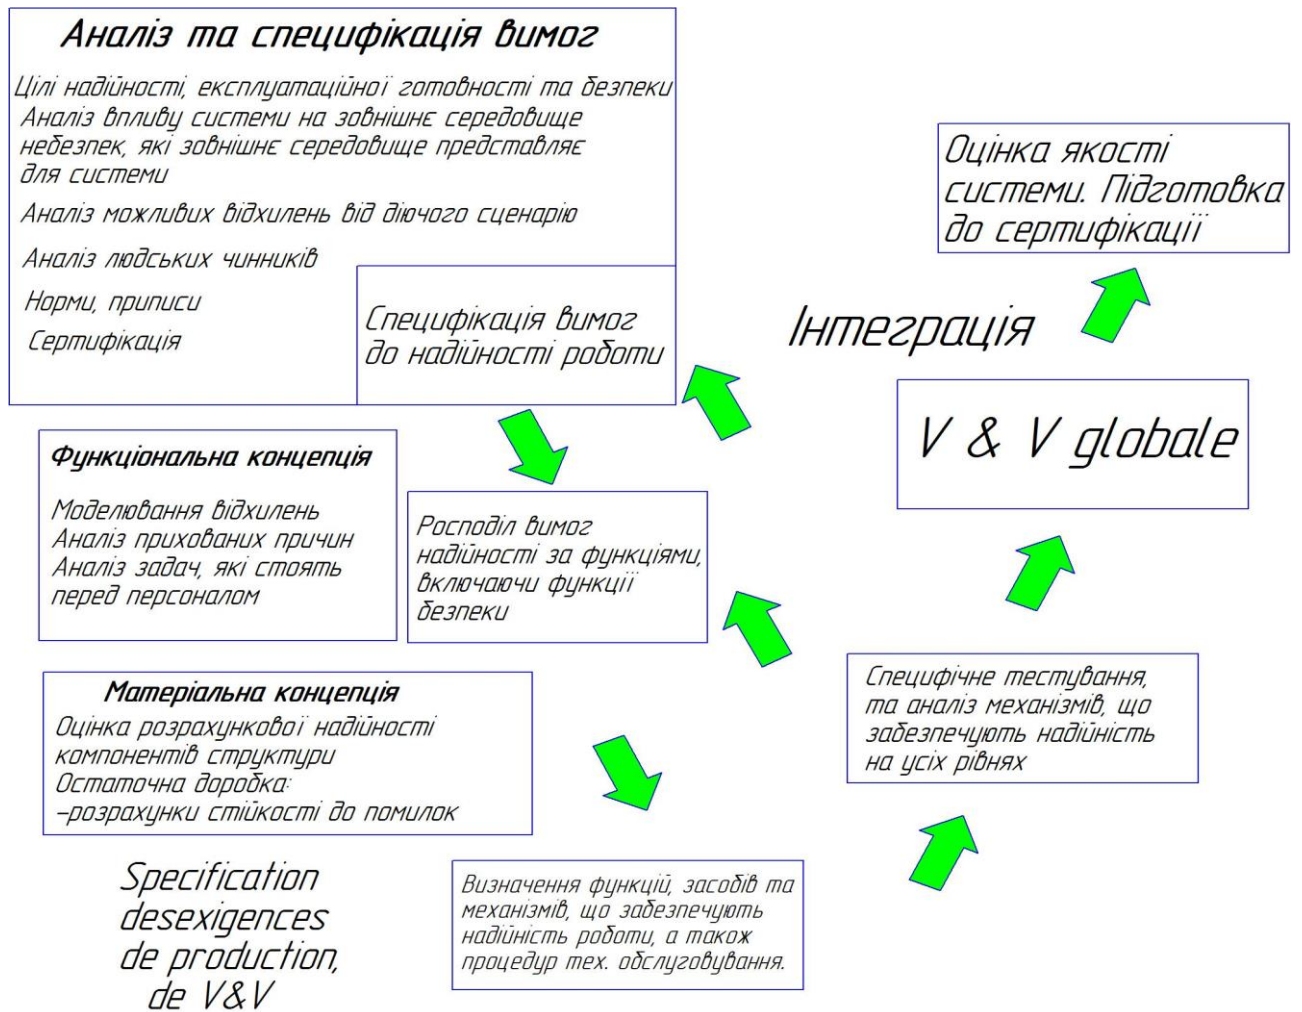 Аналіз та специфікація вимог
Цілі надійності, експлуатаційної готовності та безпеки
Аналіз впливу системи на зовнішнє середовище
небезпек, які зовнішнє середовище представляє
для системи
Аналіз можливих відхилень від діючого сценарію
Аналіз людських чинників
Норми, приписи
Сертифікація
Специфікація вимог
до надійності роботи
Оцінка якості
системи. Підготовка
до сертифікації
Інтеграція
V & V globale
Функціональна концепція
Моделювання відхилень
Аналіз прихованих причин
Аналіз задач, які стоять
перед персоналом
Росподіл вимог
надійності за функціями,
включаючи функції
безпеки
Матеріальна концепція
Оцінка розрахункової надійності
компонентів структури
Остаточна доробка:
-розрахунки стійкості до помилок
Специфічне тестування,
та аналіз механізмів, що
забезпечують надійність
на усіх рівнях
Specification
desexigences
de production,
de V&V
Визначення функцій, засобів та
механізмів, що забезпечують
надійність роботи, а також
процедур тех. обслуговування.